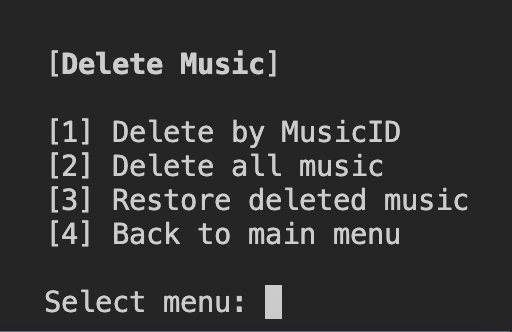 [Delete Music]
[1] Delete by MusicID
[2] Delete all music
[3] Restore deleted music
[4] Back to main menu
Select menu: